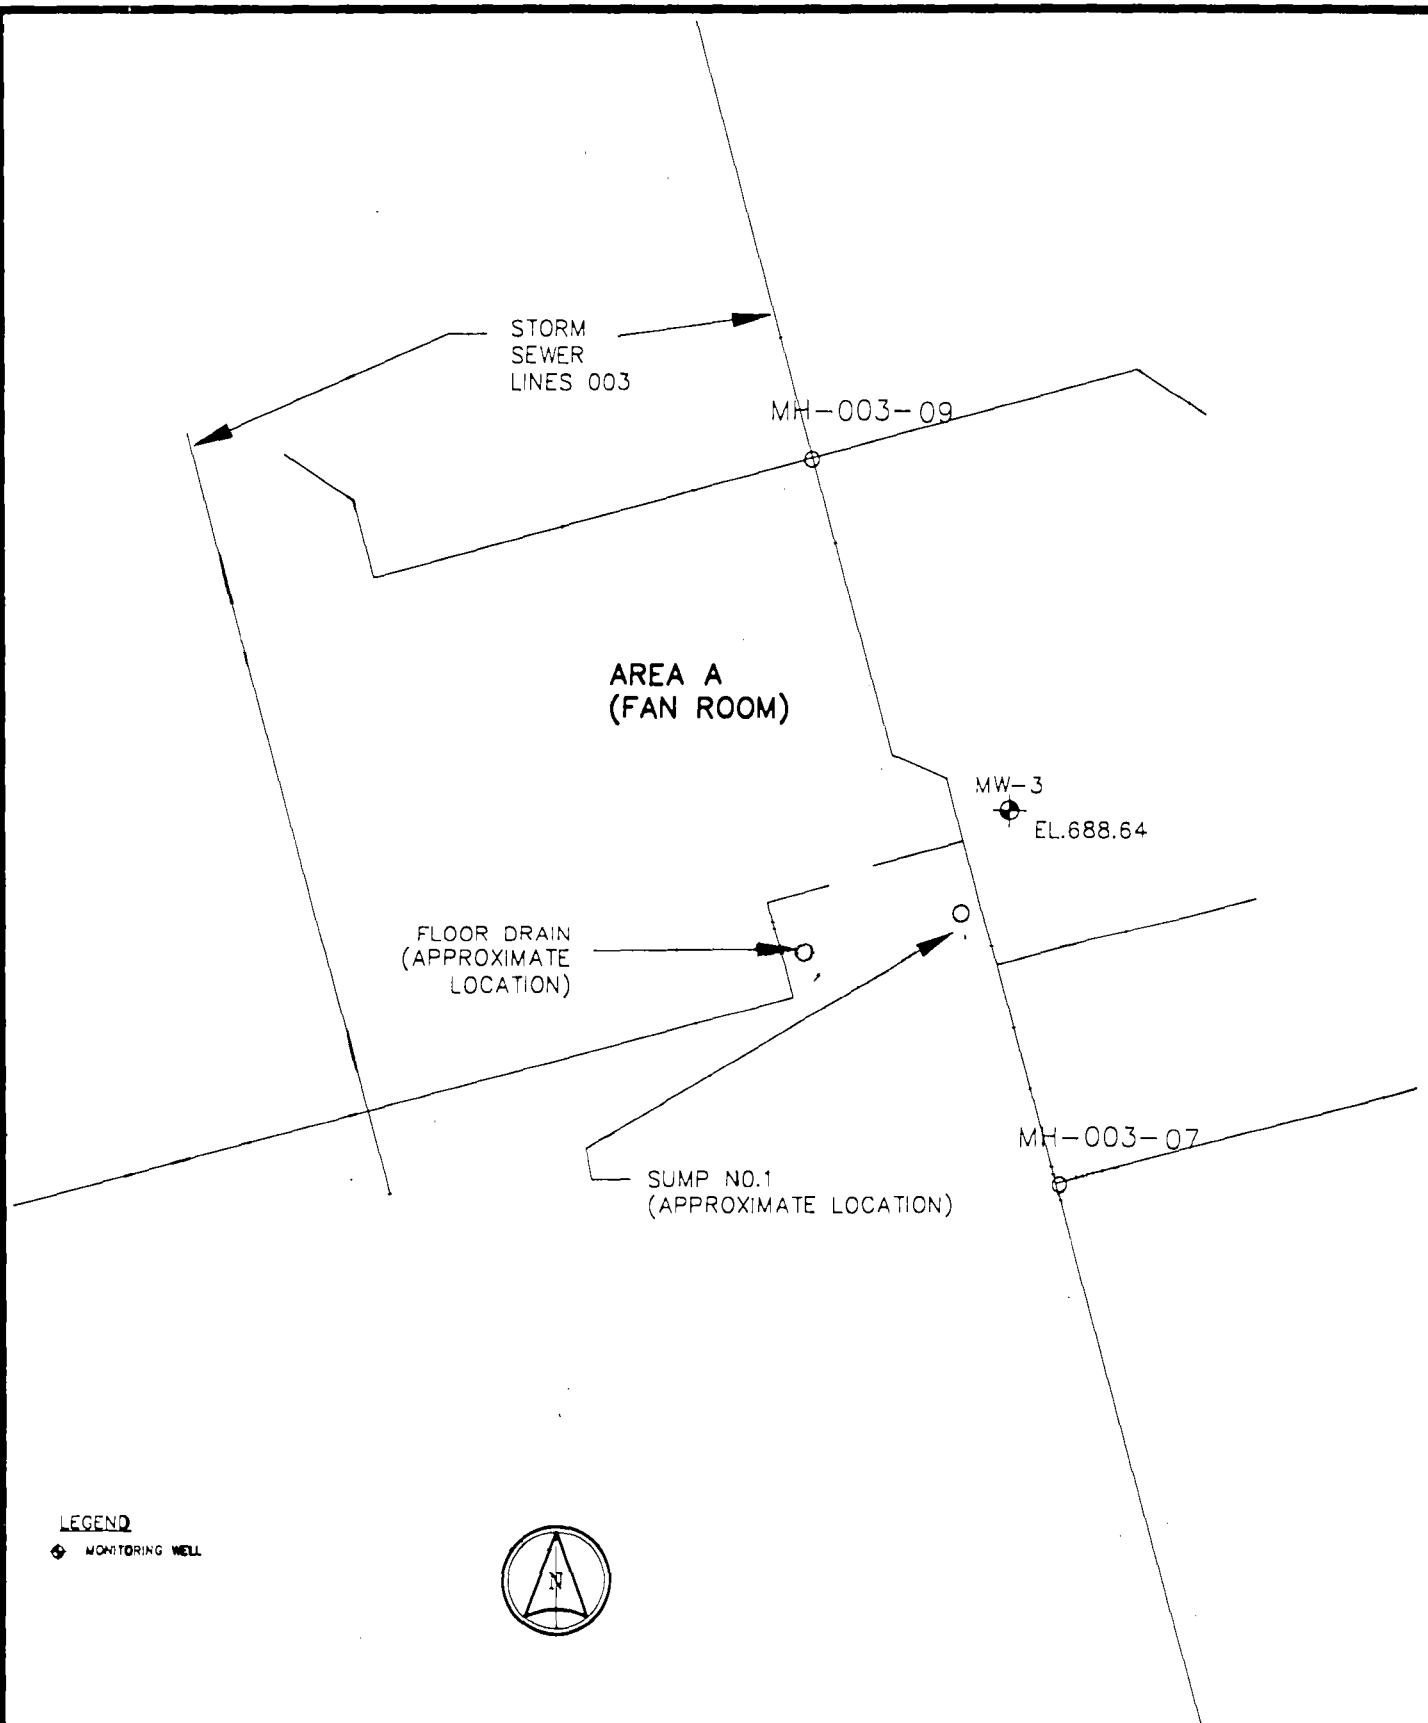 STORM
SEWER
LINES 003
MH-003-09
AREA A
(FAN ROOM)
MW-3
EL.688.64
FLOOR DRAIN
(APPROXIMATE
LOCATION)
MH-003-07
SUMP NO.1
(APPROXIMATE LOCATION)
LEGEND
MONITORING WELL
N